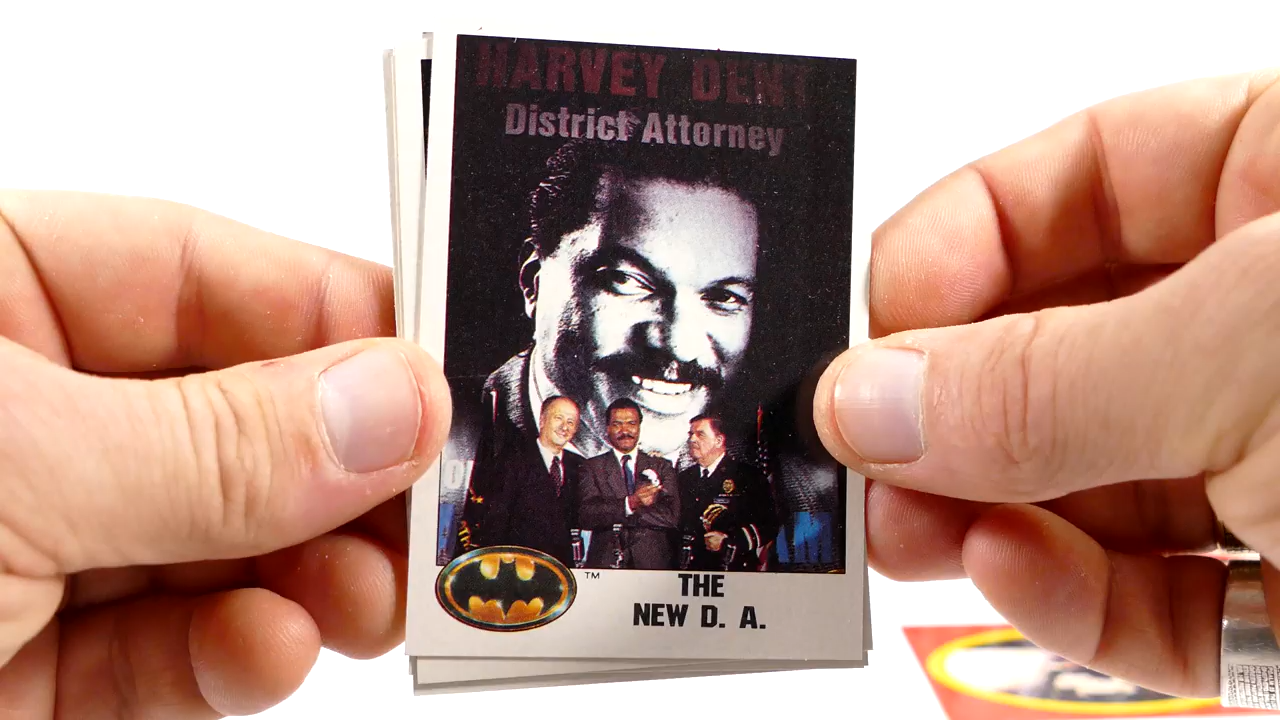 HARVEY DENT
District Attorney
TM
THE
NEW D. A.